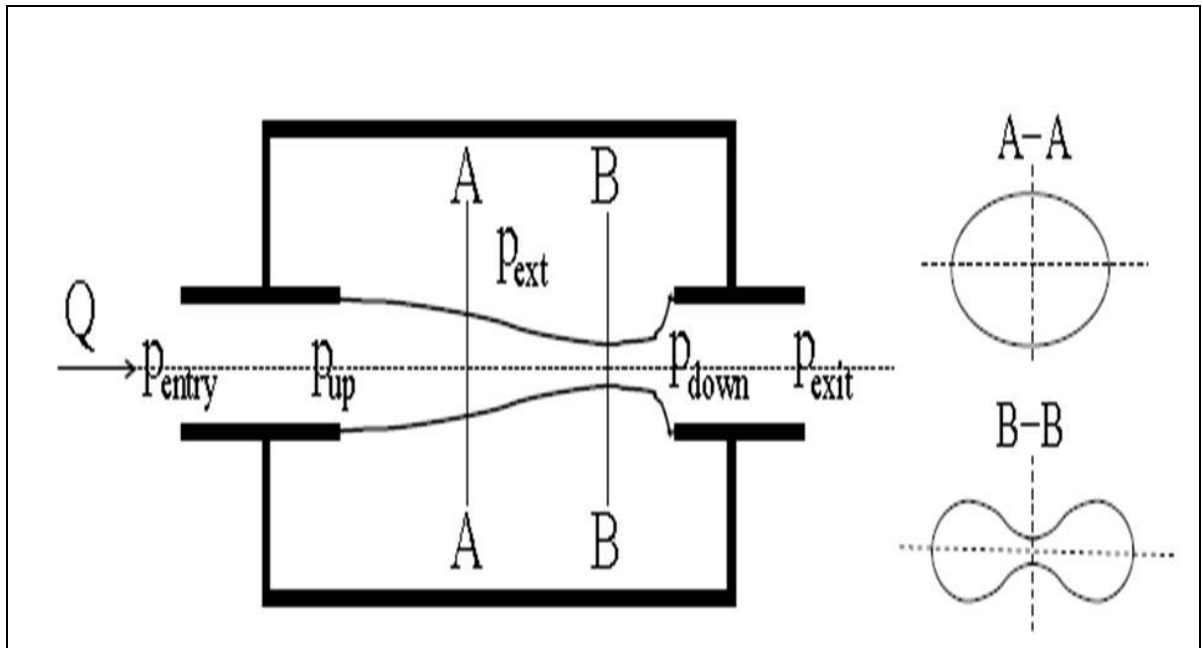 A B
A-A
p_ext
Q
p_entry p_up p_down p_exit
B-B
A B